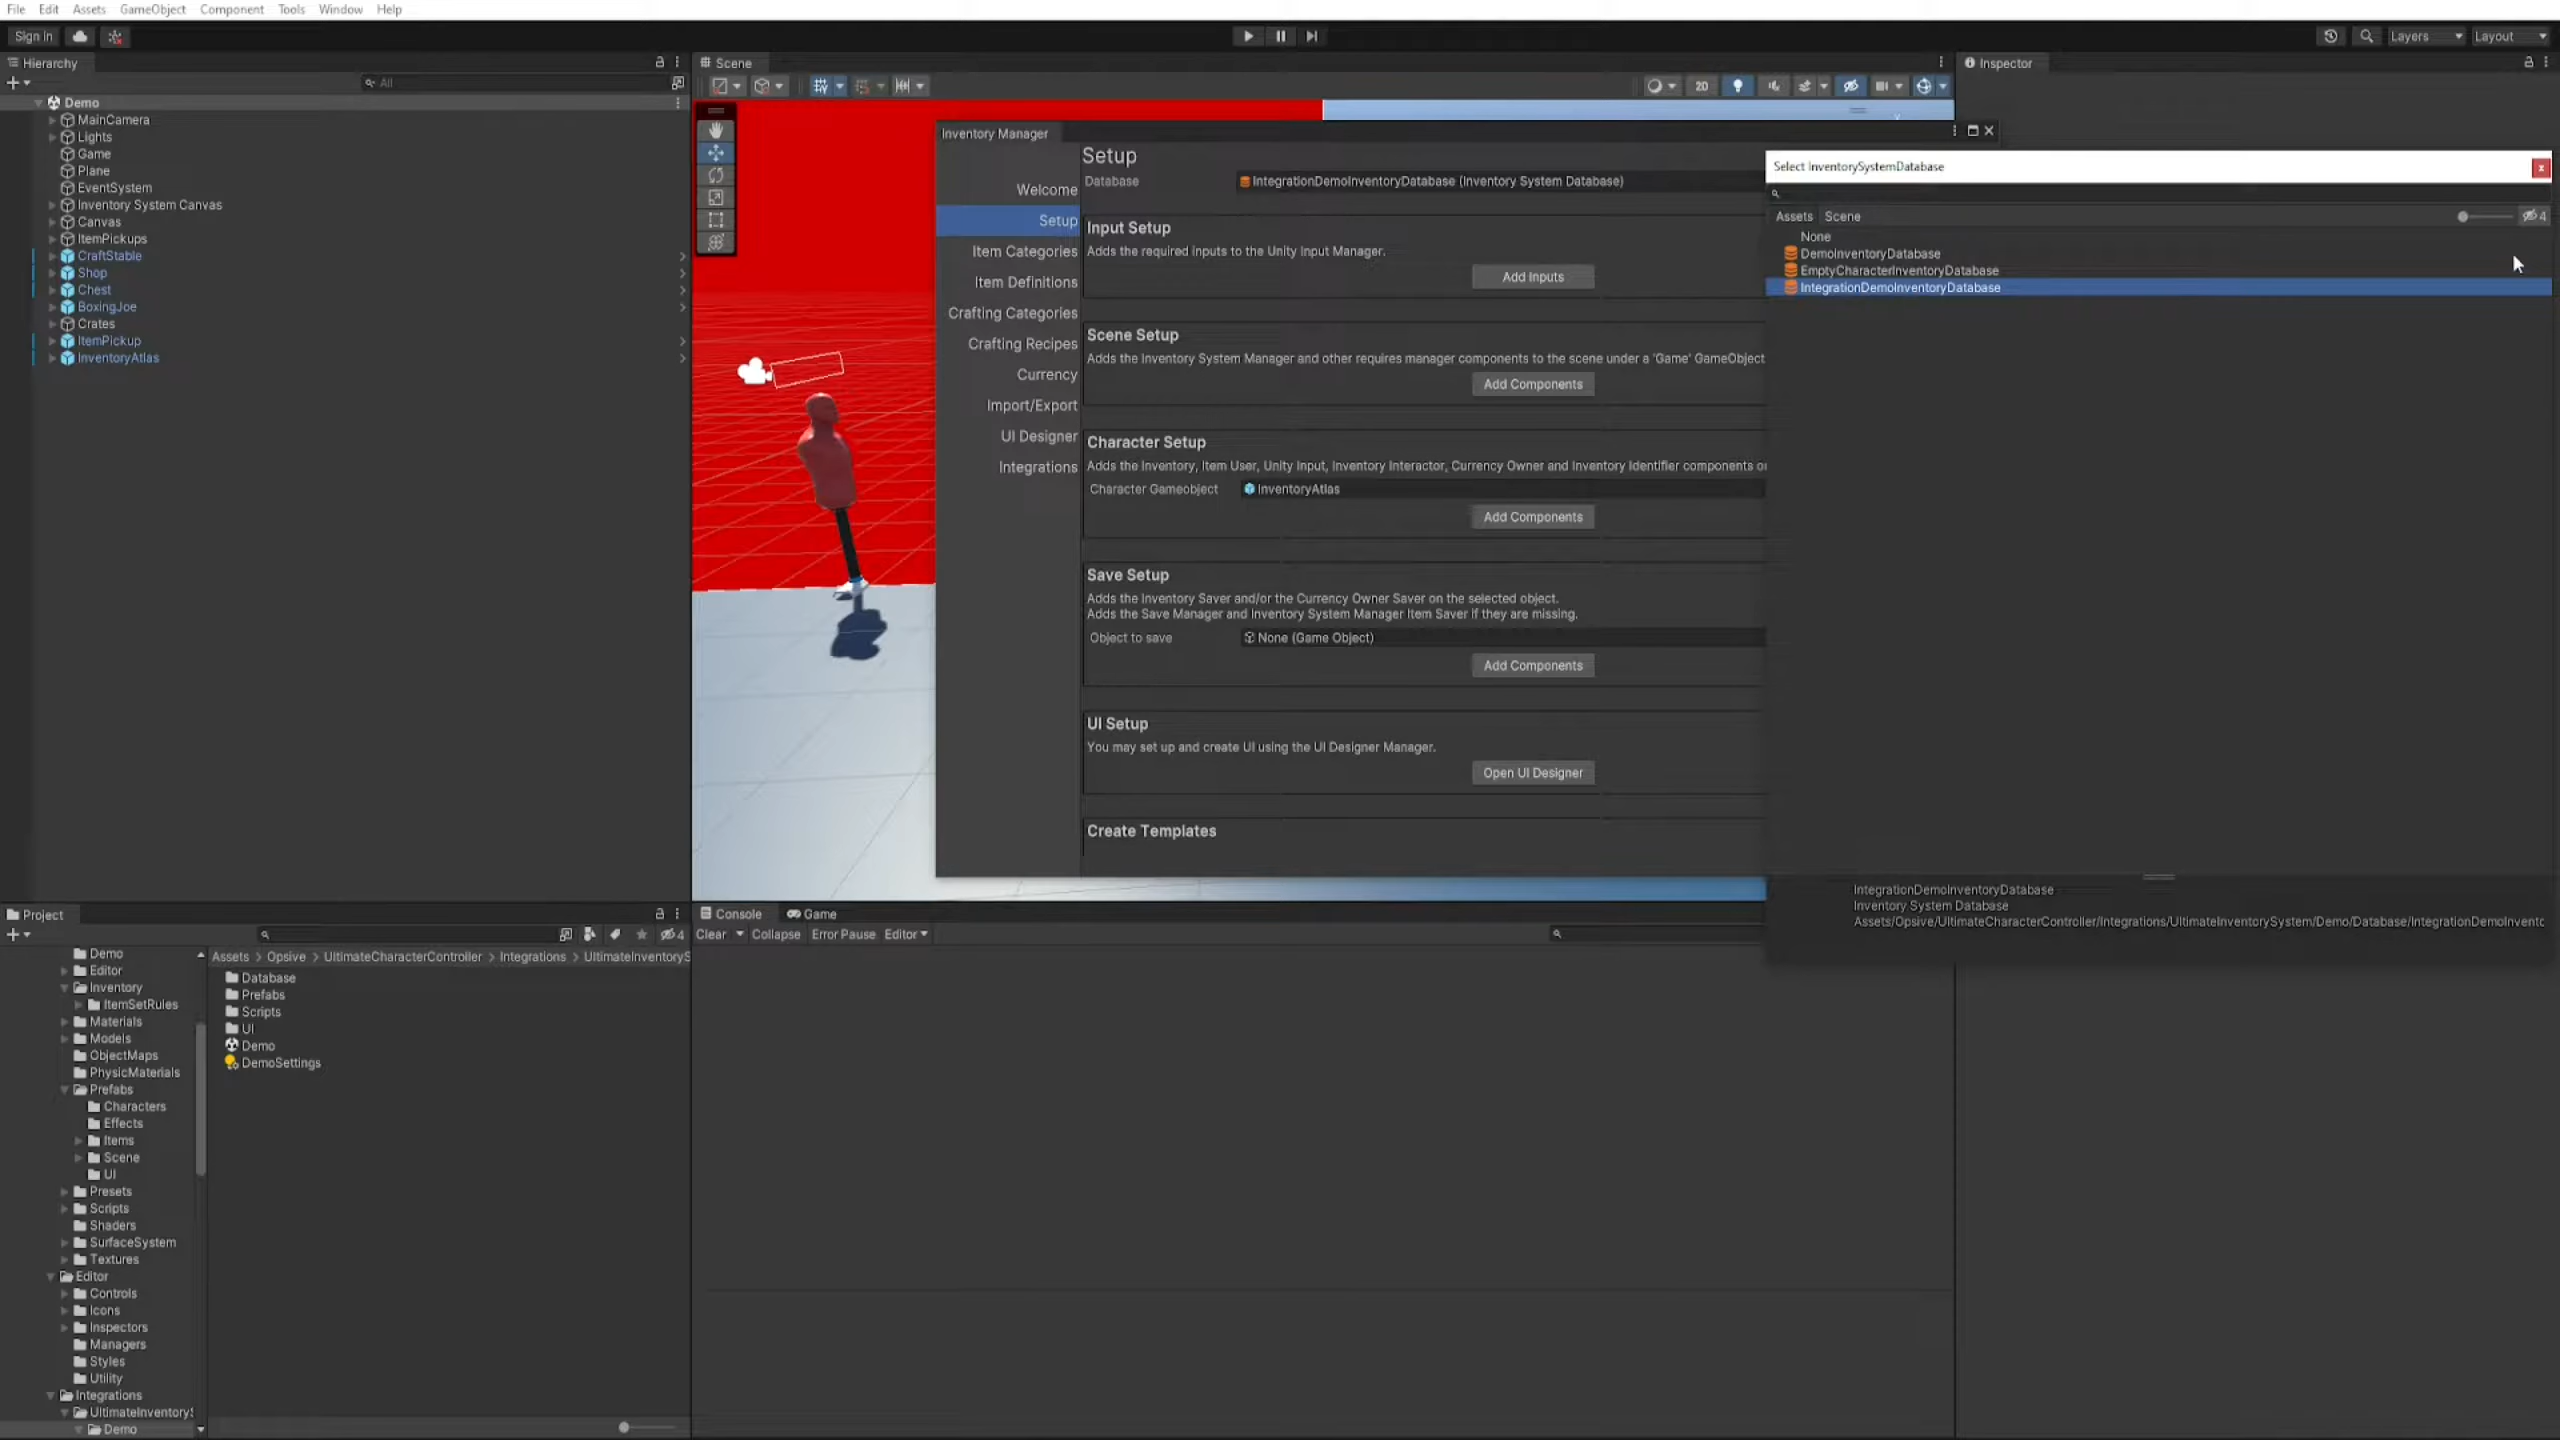 File Edit Assets GameObject Component Tools Window Help
Sign in
Layers
Layout
Hierarchy
All
Demo
MainCamera
Lights
Game
Plane
EventSystem
Inventory System Canvas
Canvas
ItemPickups
CraftStable
Shop
Chest
BoxingJoe
Crates
ItemPickup
InventoryAtlas
Scene
2D
Inspector
Inventory Manager
Welcome
Setup
Item Categories
Item Definitions
Crafting Categories
Crafting Recipes
Currency
Import/Export
UI Designer
Integrations
Setup
Database IntegrationDemoInventoryDatabase (Inventory System Database)
Input Setup
Adds the required inputs to the Unity Input Manager.
Add Inputs
Scene Setup
Adds the Inventory System Manager and other requires manager components to the scene under a 'Game' GameObject
Add Components
Character Setup
Adds the Inventory, Item User, Unity Input, Inventory Interactor, Currency Owner and Inventory Identifier components
Character Gameobject InventoryAtlas
Add Components
Save Setup
Adds the Inventory Saver and/or the Currency Owner Saver on the selected object.
Adds the Save Manager and Inventory System Manager Item Saver if they are missing.
Object to save None (Game Object)
Add Components
UI Setup
You may set up and create UI using the UI Designer Manager.
Open UI Designer
Create Templates
Select InventorySystemDatabase
Assets Scene
4
None
DemoInventoryDatabase
EmptyCharacterInventoryDatabase
IntegrationDemoInventoryDatabase
IntegrationDemoInventoryDatabase
Inventory System Database
Assets/Opsive/UltimateCharacterController/Integrations/UltimateInventorySystem/Demo/Database/IntegrationDemoInvento
Project
4
Demo
Editor
Inventory
ItemSetRules
Materials
Models
ObjectMaps
PhysicMaterials
Prefabs
Characters
Effects
Items
Scene
UI
Presets
Scripts
Shaders
SurfaceSystem
Textures
Editor
Controls
Icons
Inspectors
Managers
Styles
Utility
Integrations
UltimateInventoryS
Demo
Assets > Opsive > UltimateCharacterController > Integrations > UltimateInventoryS
Database
Prefabs
Scripts
UI
Demo
DemoSettings
Console
Game
Clear Collapse Error Pause Editor